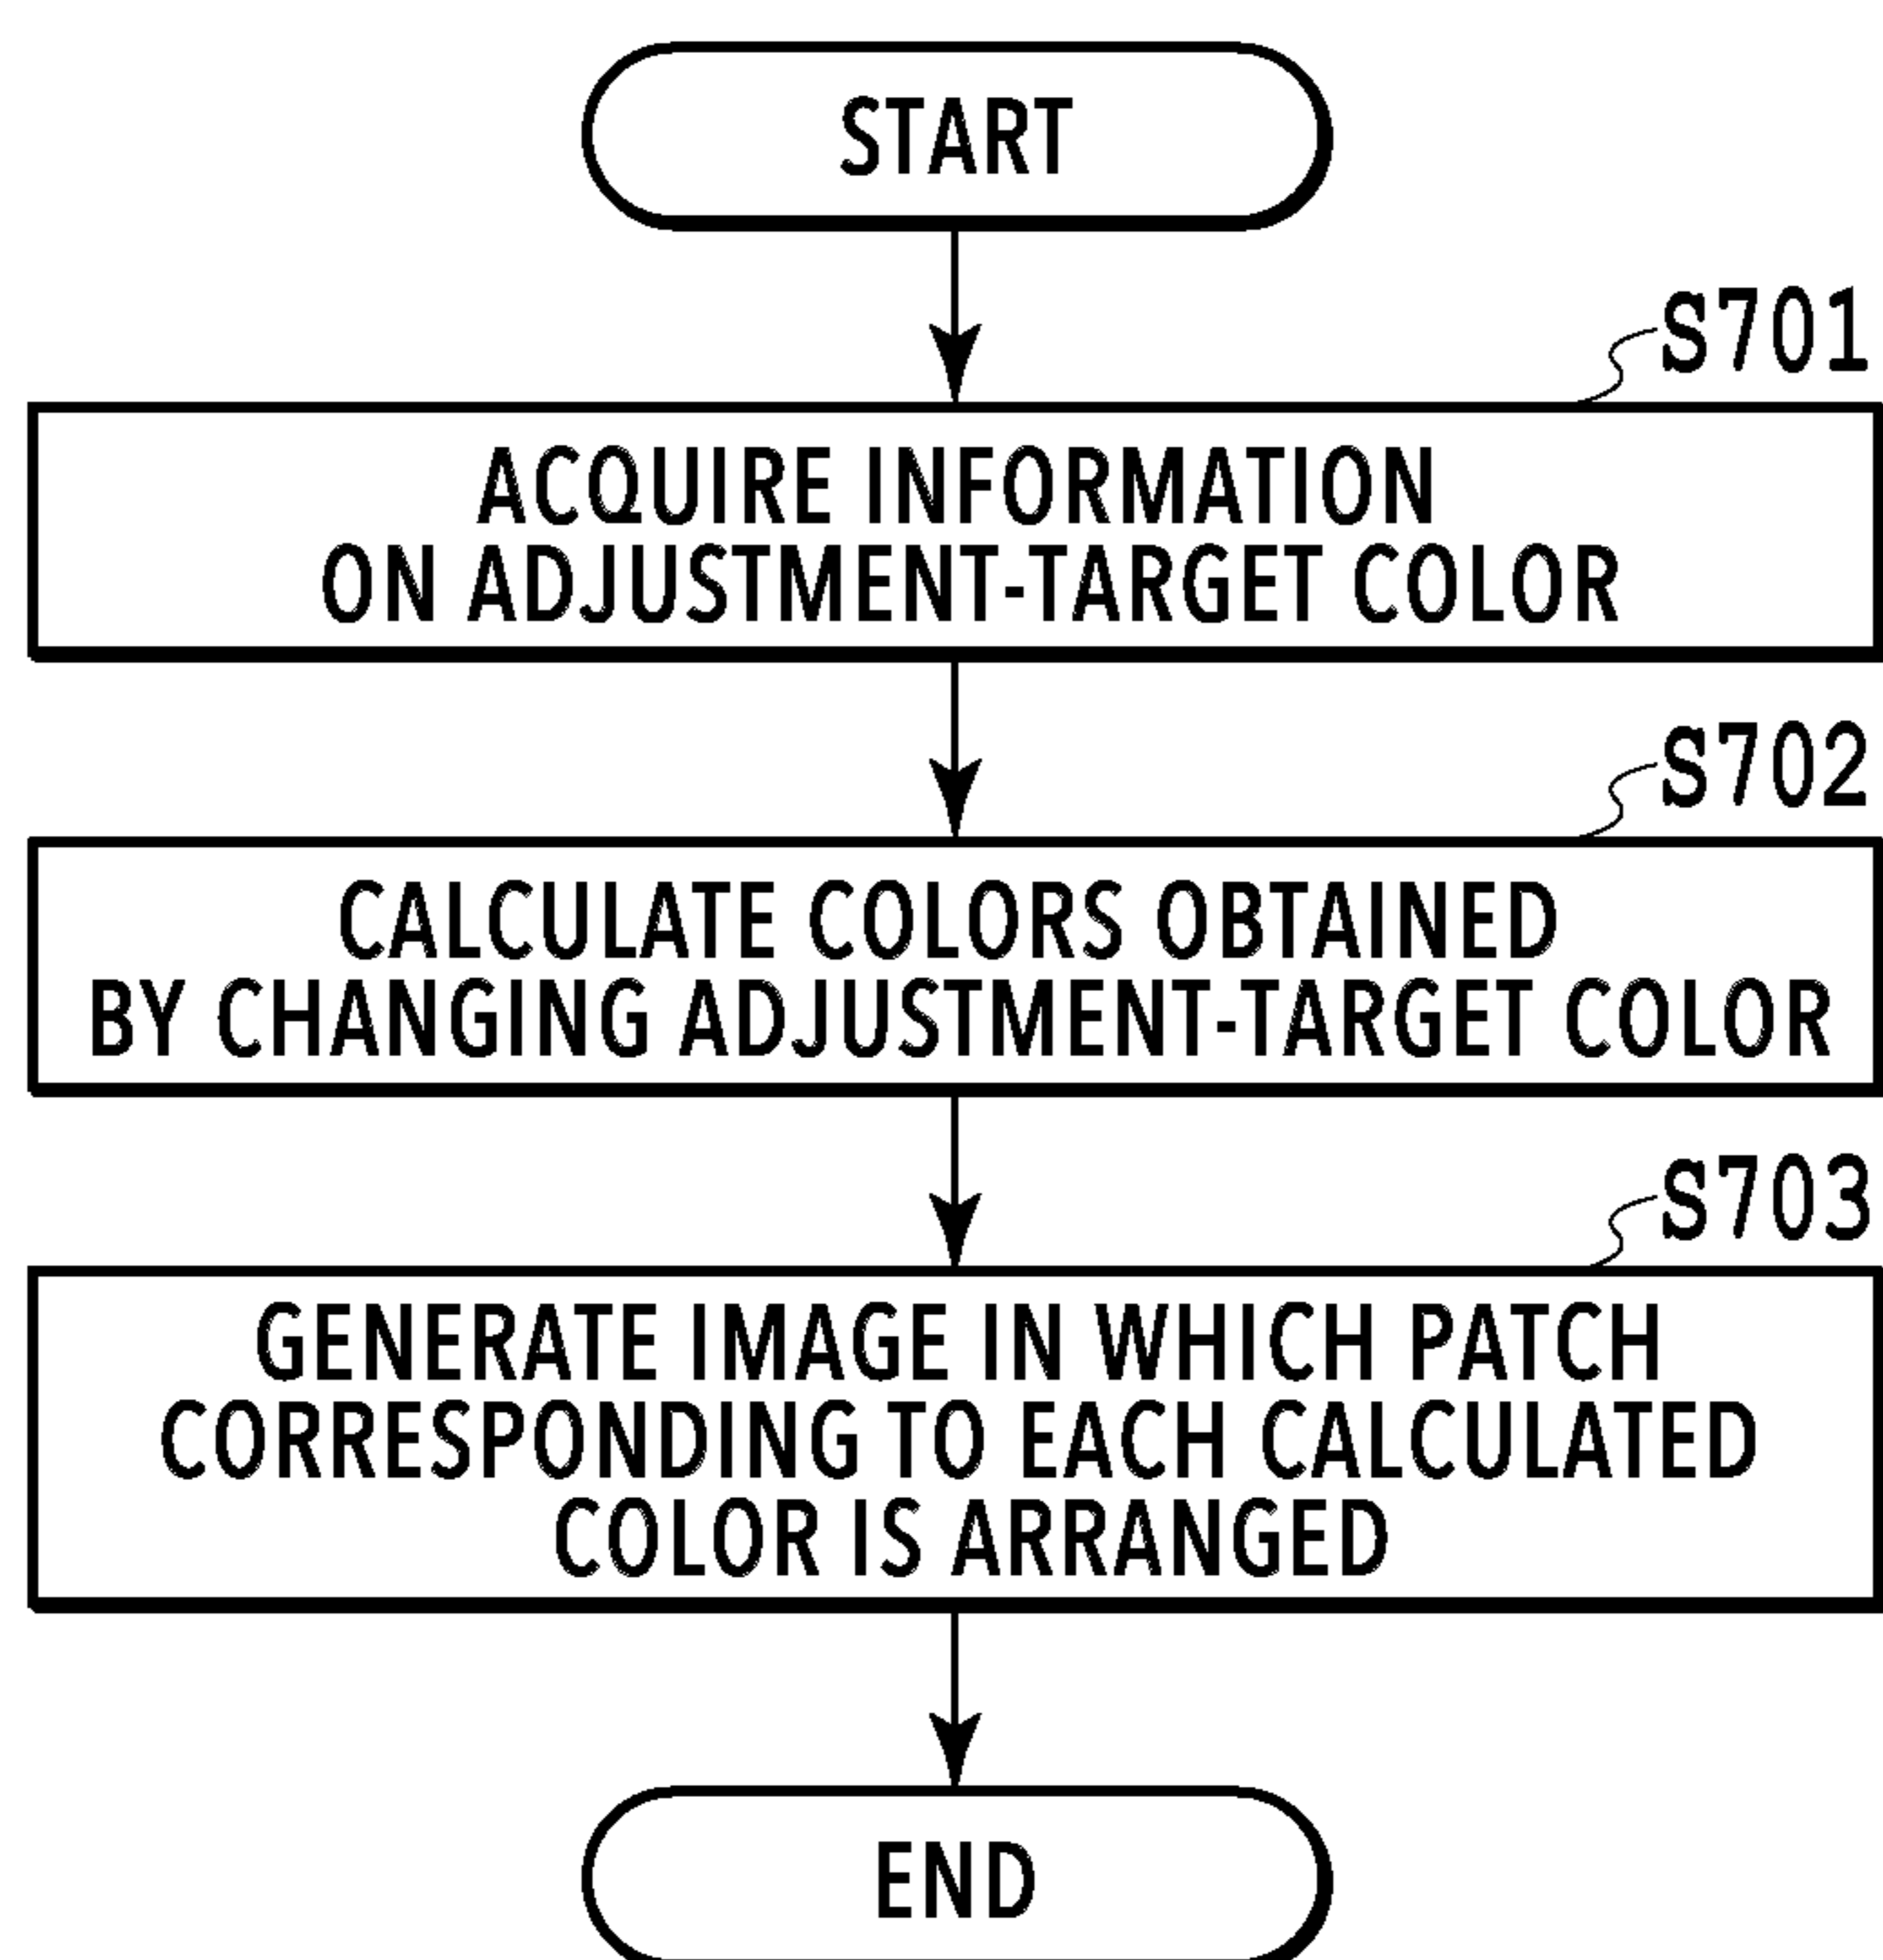 START
S701
ACQUIRE INFORMATION
ON ADJUSTMENT-TARGET COLOR
S702
CALCULATE COLORS OBTAINED
BY CHANGING ADJUSTMENT-TARGET COLOR
S703
GENERATE IMAGE IN WHICH PATCH
CORRESPONDING TO EACH CALCULATED
COLOR IS ARRANGED
END